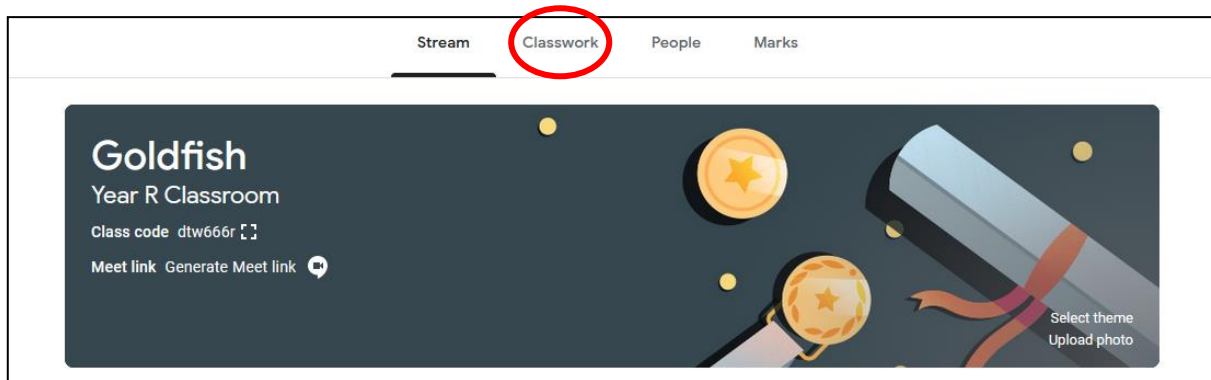 Stream Classwork People Marks
Goldfish
Year R Classroom
Class code dtw666r
Meet link Generate Meet link
Select theme
Upload photo